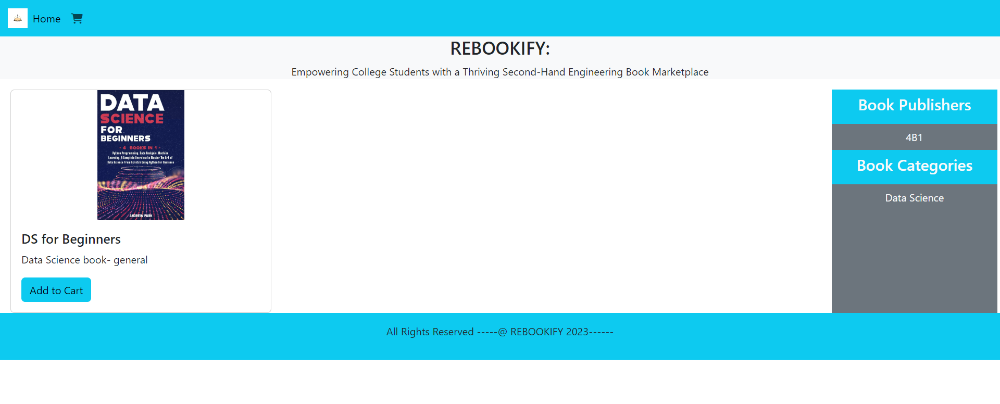 Home
REBOOKIFY:
Empowering College Students with a Thriving Second-Hand Engineering Book Marketplace
DATA
SCIENCE
FOR
BEGINNERS
- 4 BOOKS IN 1 -
Python Programming, Data Analysis, Machine
Learning. A Complete Overview to Master The Art of
Data Science From Scratch Using Python for Business
ANDREW PARK
DS for Beginners
Data Science book- general
Add to Cart
Book Publishers
4B1
Book Categories
Data Science
All Rights Reserved -----@ REBOOKIFY 2023------